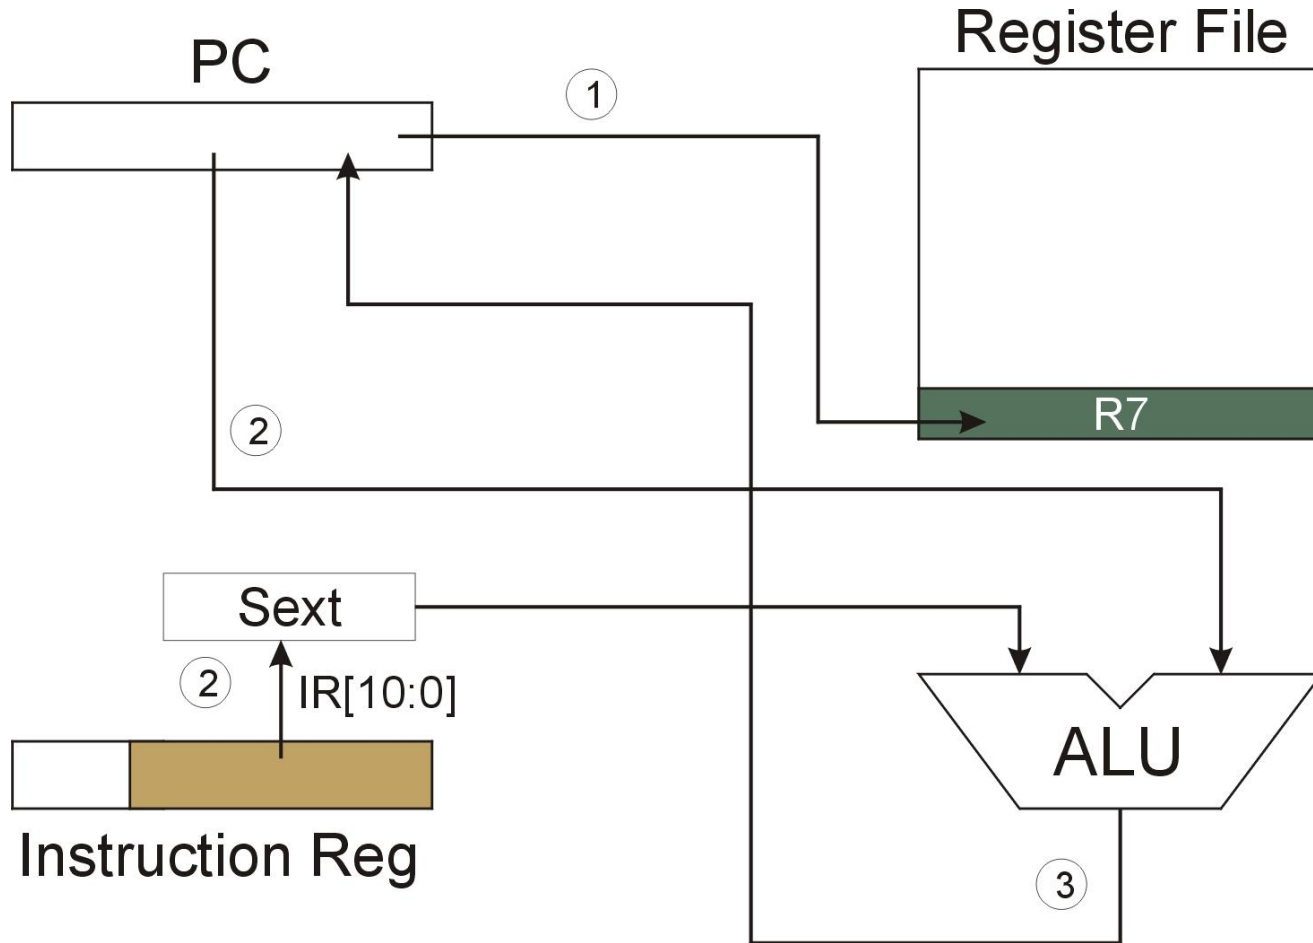 Register File
PC
1
R7
2
Sext
2
IR[10:0]
ALU
Instruction Reg
3